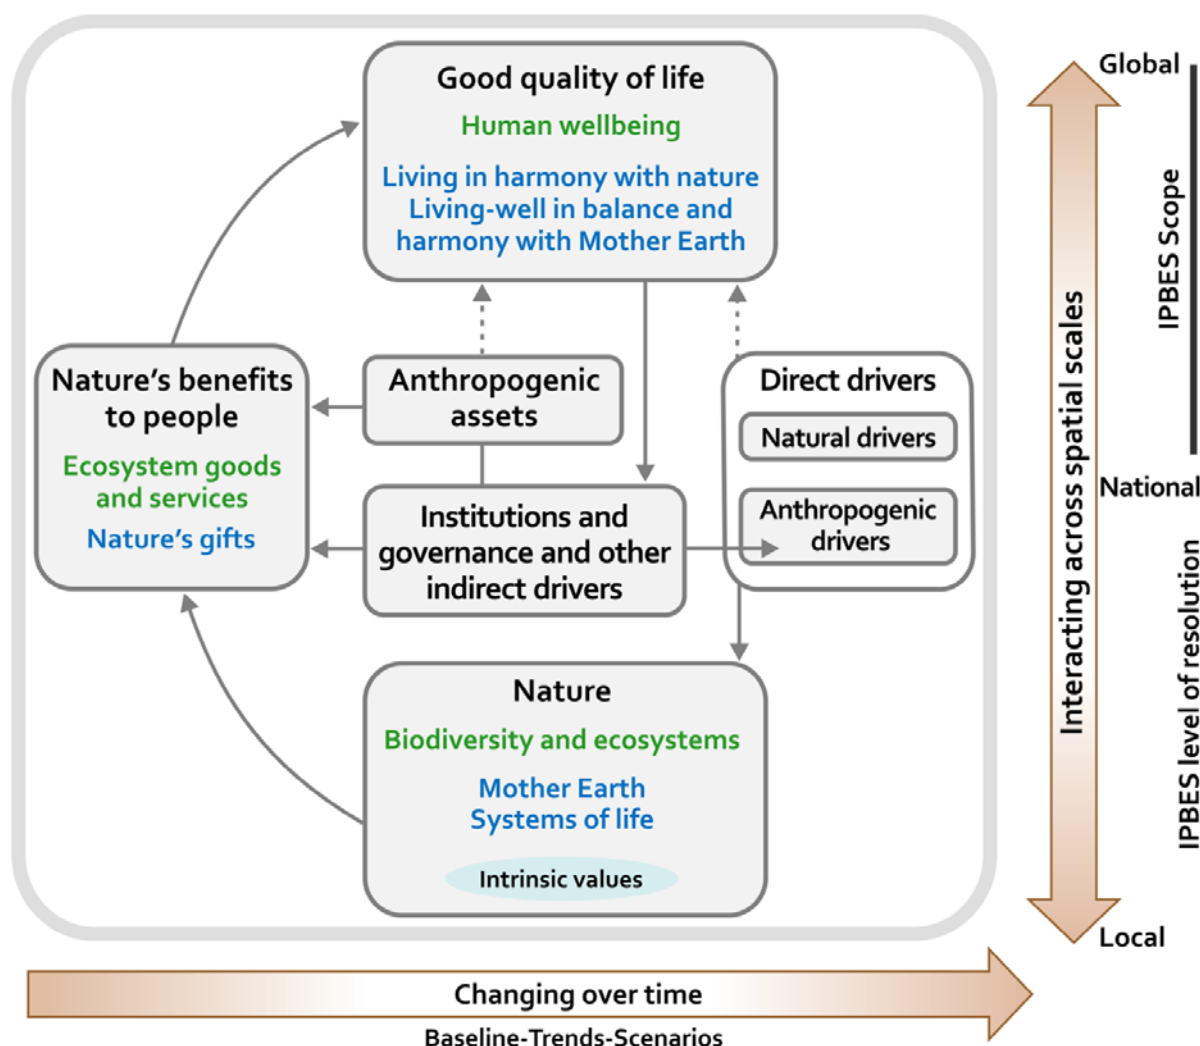 Good quality of life
Human wellbeing
Living in harmony with nature
Living-well in balance and
harmony with Mother Earth
Nature's benefits
to people
Ecosystem goods
and services
Nature's gifts
Anthropogenic
assets
Institutions and
governance and other
indirect drivers
Direct drivers
Natural drivers
Anthropogenic
drivers
Nature
Biodiversity and ecosystems
Mother Earth
Systems of life
Intrinsic values
Interacting across spatial scales
Global
IPBES Scope
National
IPBES level of resolution
Local
Changing over time
Baseline-Trends-Scenarios